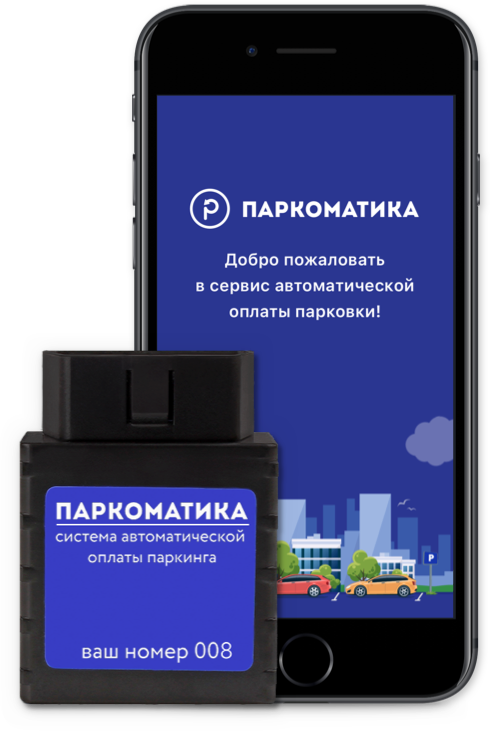 ПАРКОМАТИКА
Добро пожаловать
в сервис автоматической
оплаты парковки!
P
ПАРКОМАТИКА
система автоматической
оплаты паркинга
ваш номер 008